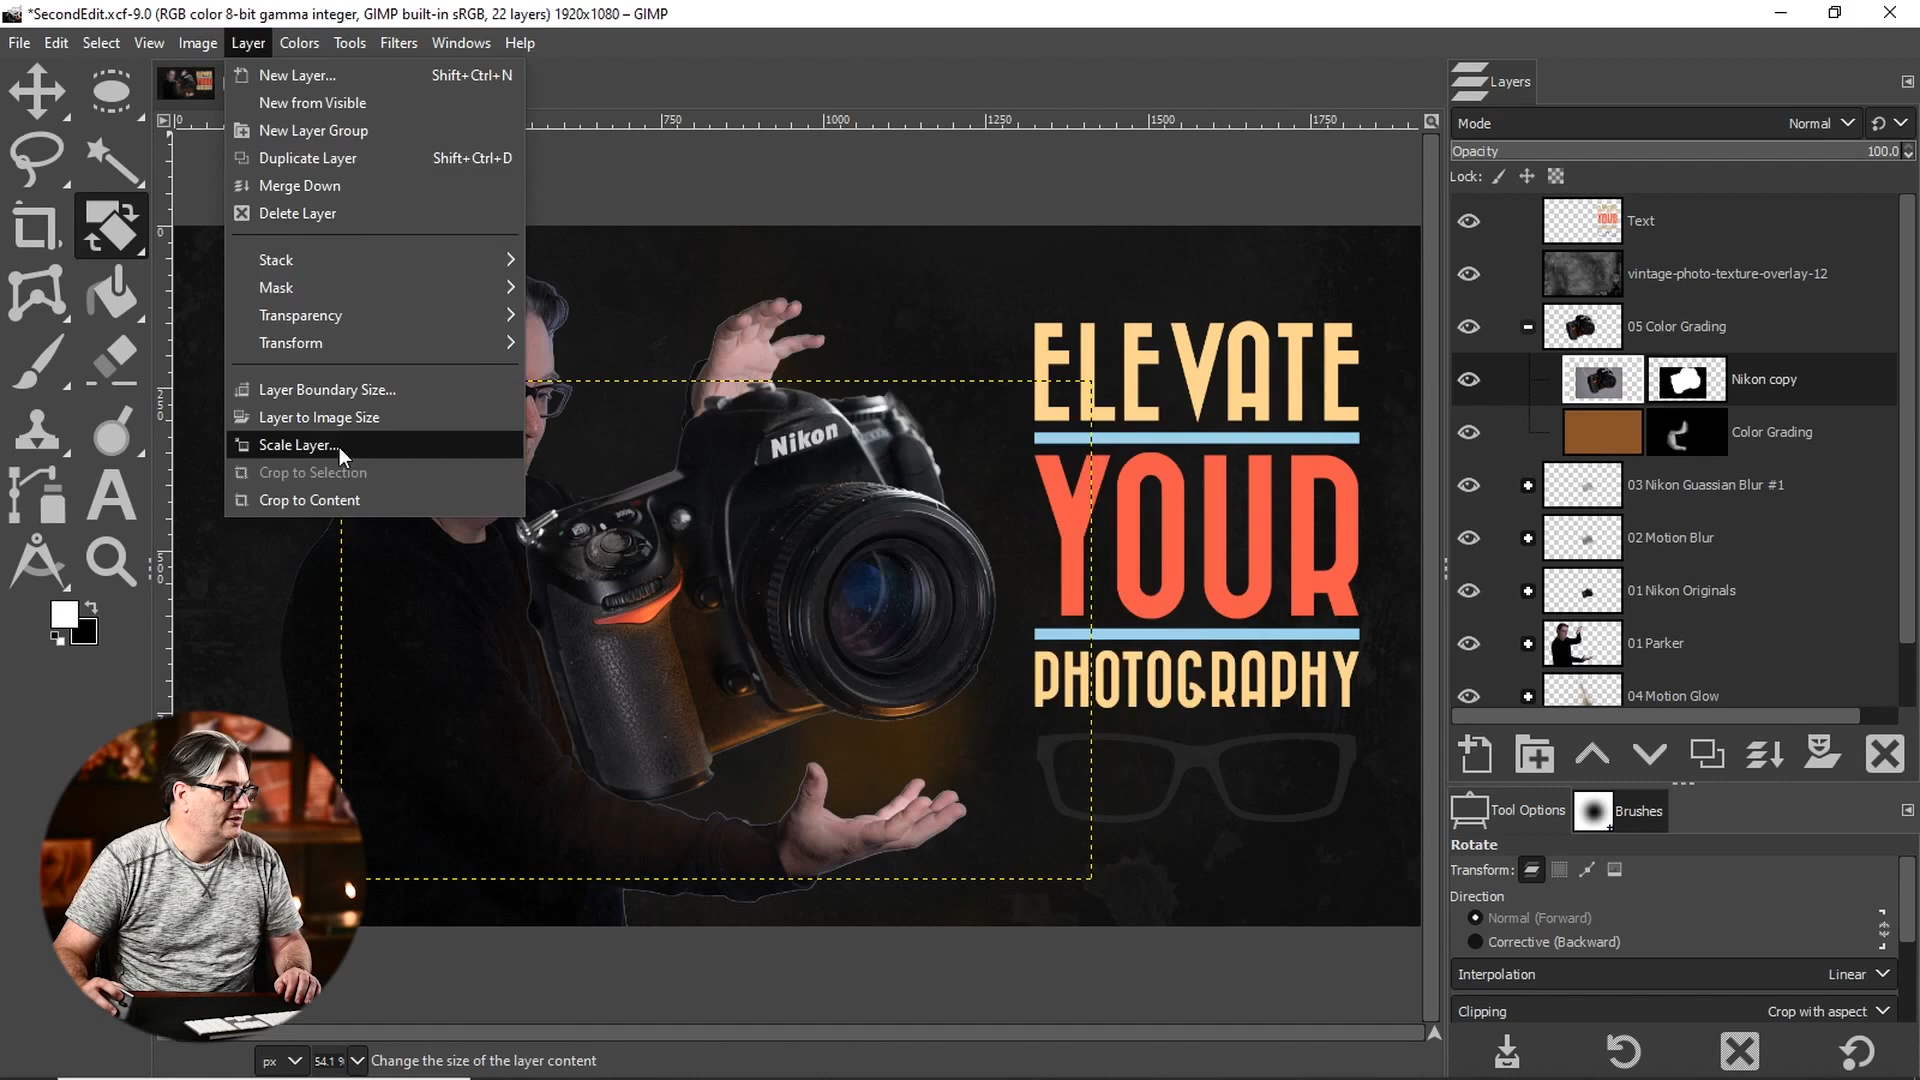 *SecondEdit.xcf-9.0 (RGB color 8-bit gamma integer, GIMP built-in sRGB, 22 layers) 1920x1080 – GIMP
File Edit Select View Image Layer Colors Tools Filters Windows Help
New Layer... Shift+Ctrl+N
New from Visible
New Layer Group
Duplicate Layer Shift+Ctrl+D
Merge Down
Delete Layer
Stack
Mask
Transparency
Transform
Layer Boundary Size...
Layer to Image Size
Scale Layer...
Crop to Selection
Crop to Content
0 750 1000 1250 1500 1750
0
250
500
Nikon
ELEVATE
YOUR
PHOTOGRAPHY
Layers
Mode Normal
Opacity 100.0
Lock:
Text
vintage-photo-texture-overlay-12
05 Color Grading
Nikon copy
Color Grading
03 Nikon Guassian Blur #1
02 Motion Blur
01 Nikon Originals
01 Parker
04 Motion Glow
Tool Options Brushes
Rotate
Transform:
Direction
Normal (Forward)
Corrective (Backward)
Interpolation Linear
Clipping Crop with aspect
px 54.1 % Change the size of the layer content